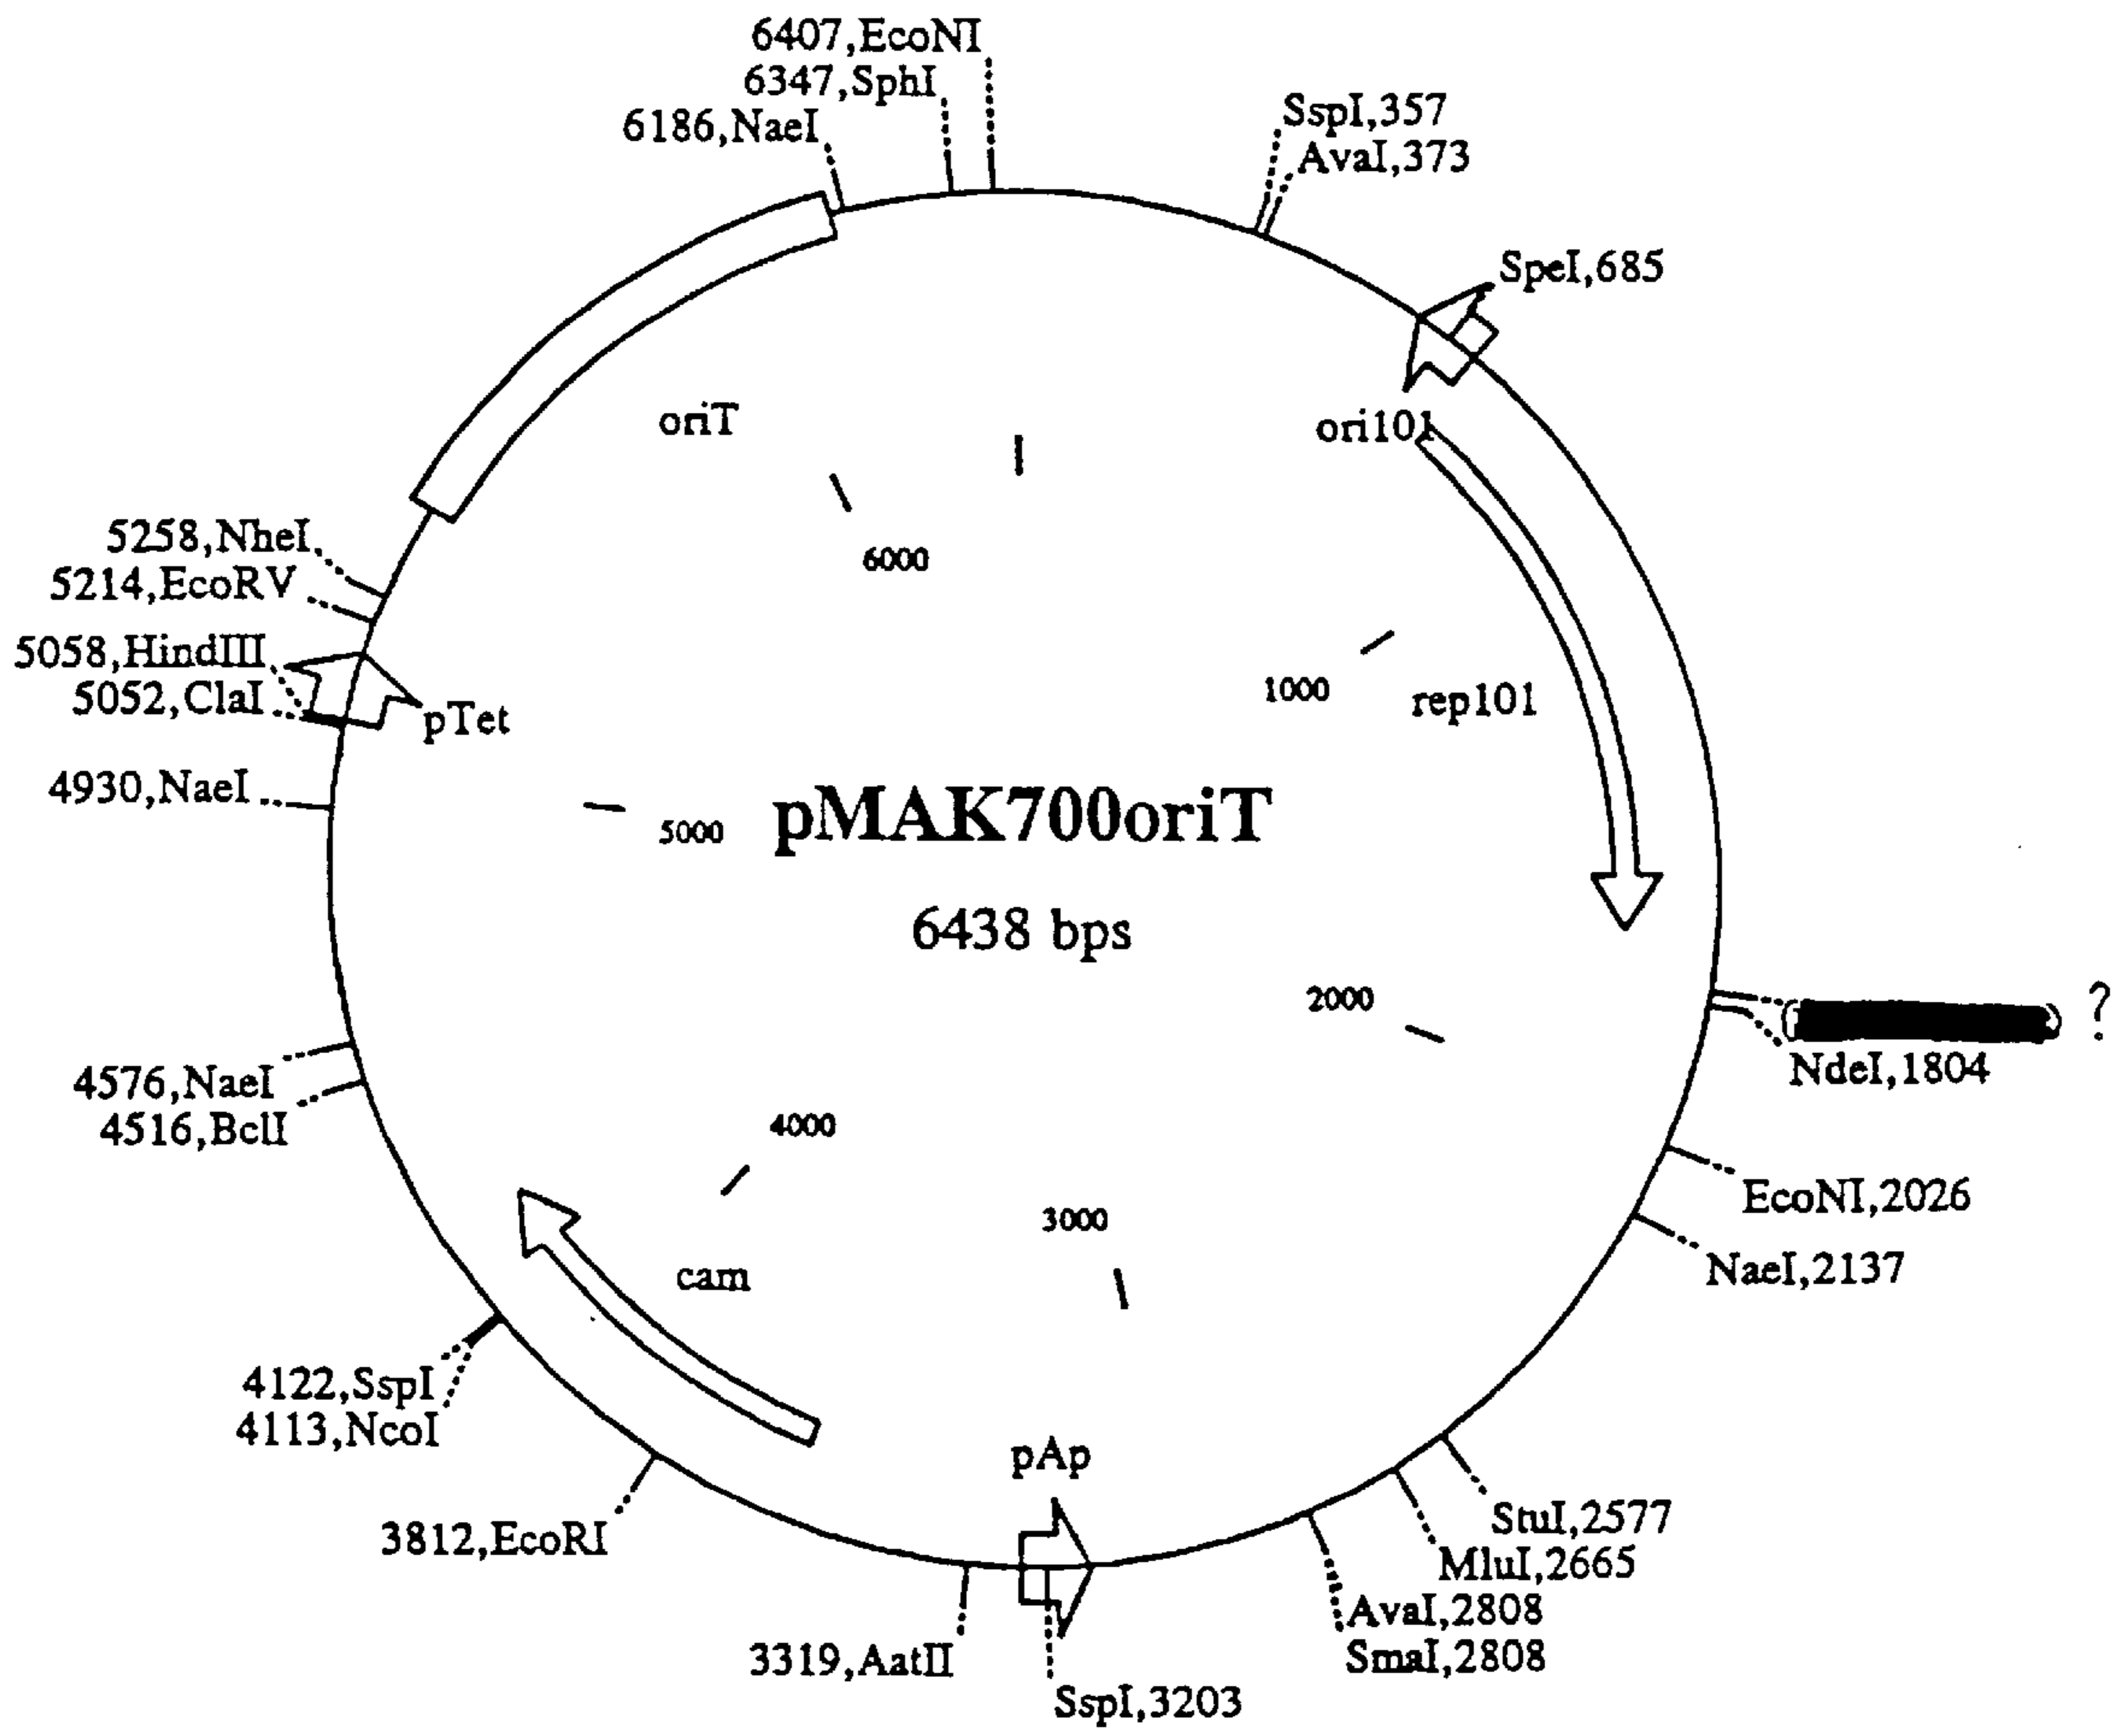 6407,EcoNI
6347,SphI
6186,NaeI
SspI,357
AvaI,373
SpeI,685
oriT
ori101
6000
5258,NheI
5214,EcoRV
5058,HindIII
5052,ClaI
pTet
1000
rep101
4930,NaeI
5000
pMAK700oriT
6438 bps
2000
?
NdeI,1804
4576,NaeI
4516,BclI
4000
EcoNI,2026
3000
NaeI,2137
cam
4122,SspI
4113,NcoI
pAp
3812,EcoRI
StuI,2577
MluI,2665
AvaI,2808
SmaI,2808
3319,AatII
SspI,3203